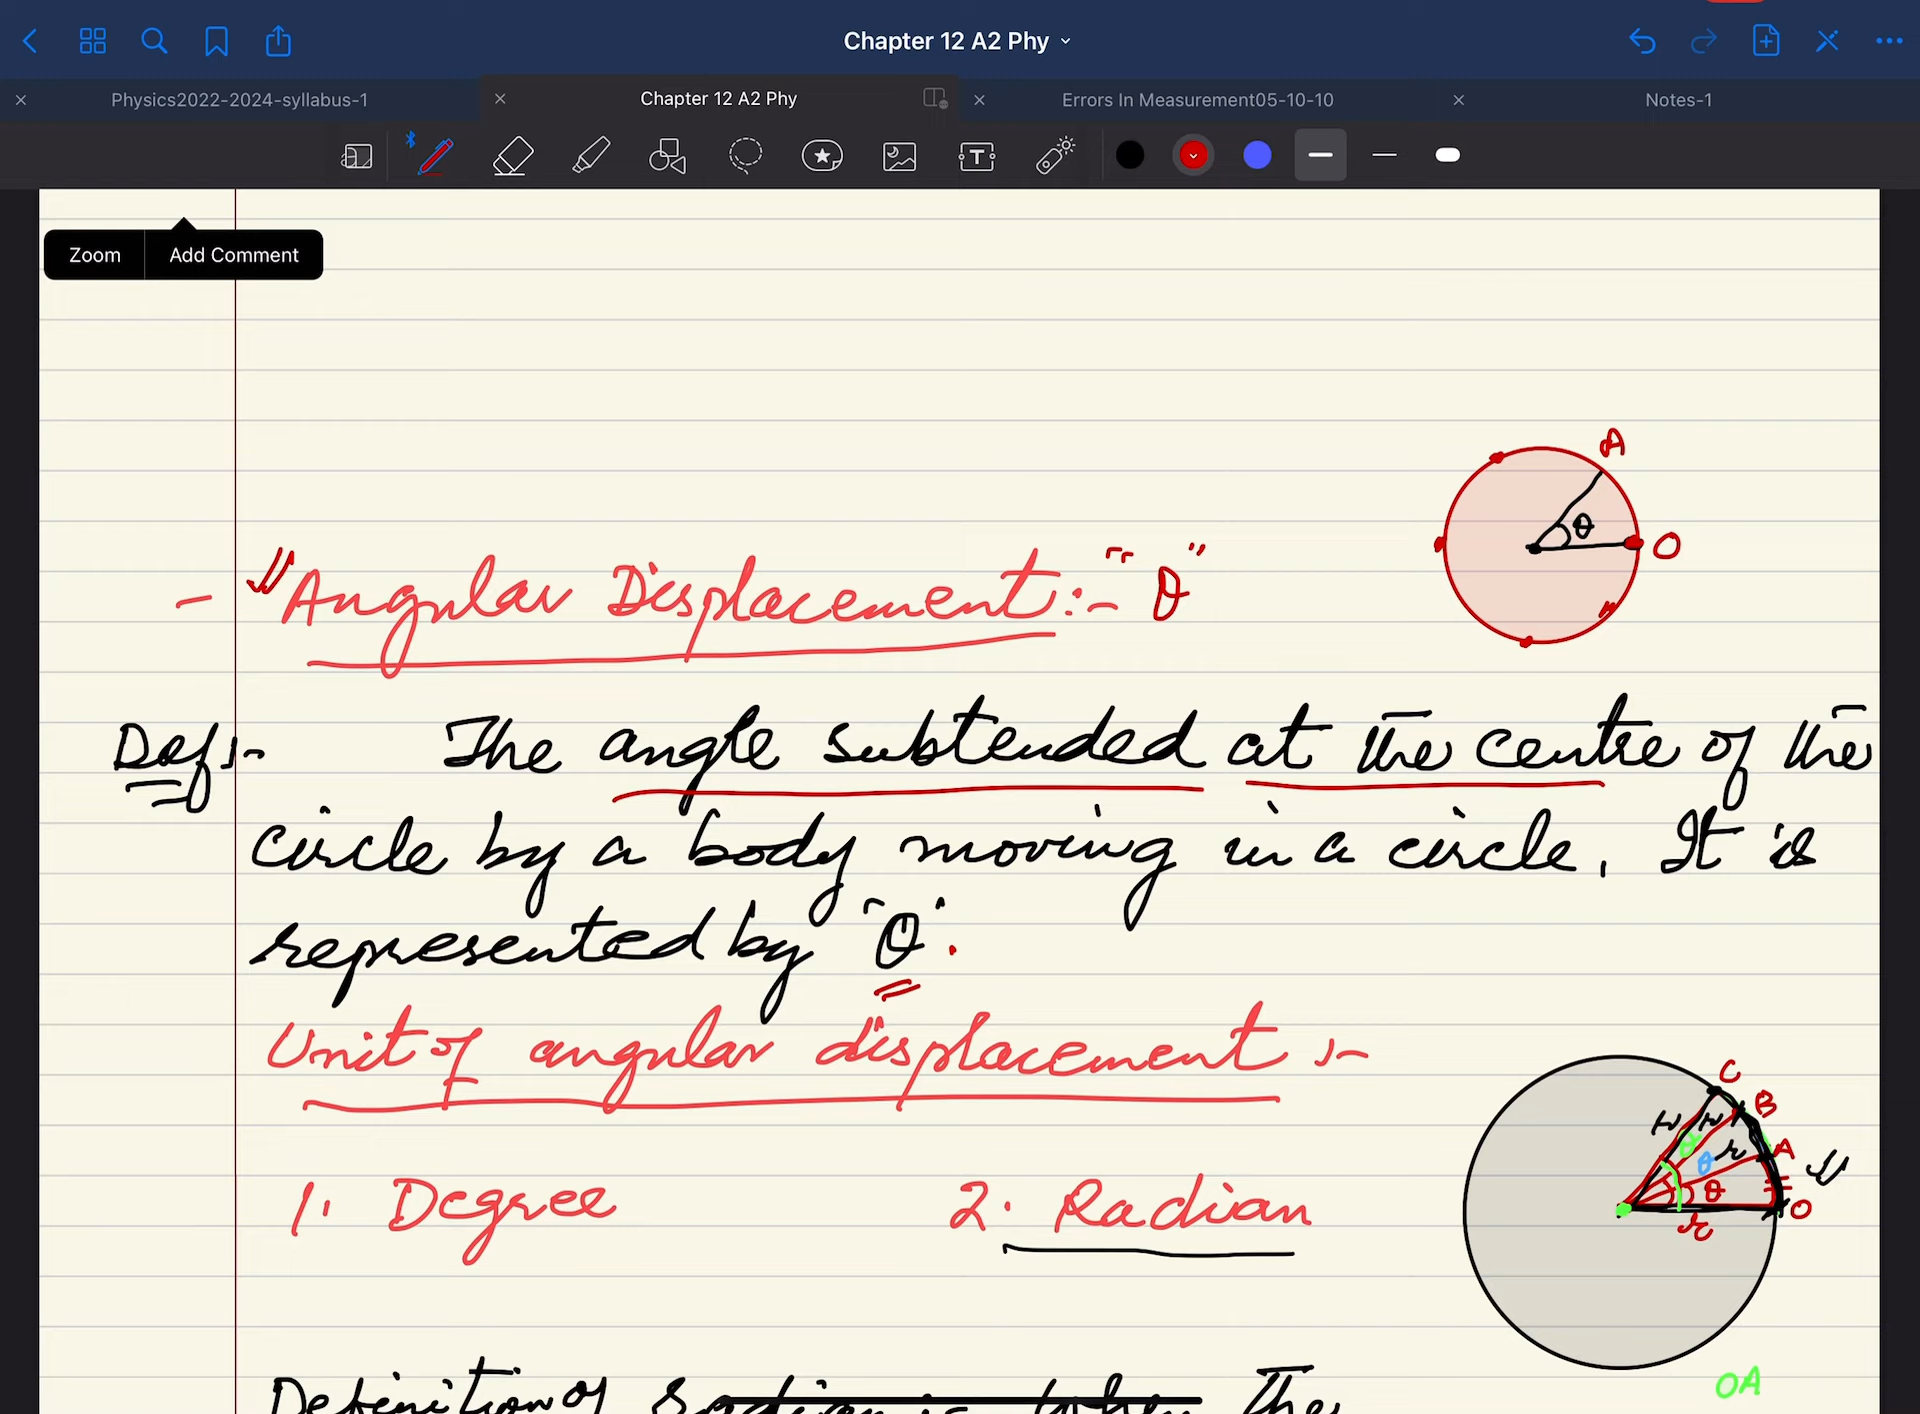 Chapter 12 A2 Phy
Physics2022-2024-syllabus-1
Chapter 12 A2 Phy
Errors In Measurement05-10-10
Notes-1
T
Zoom
Add Comment
A
θ
O
- "Angular Displacement:- "θ"
Def:- The angle subtended at the centre of the
circle by a body moving in a circle. It is
represented by "θ".
Unit of angular displacement :-
C
B
A
r
θ
θ
O
r
1. Degree 2. Radian
OA
Definition of The